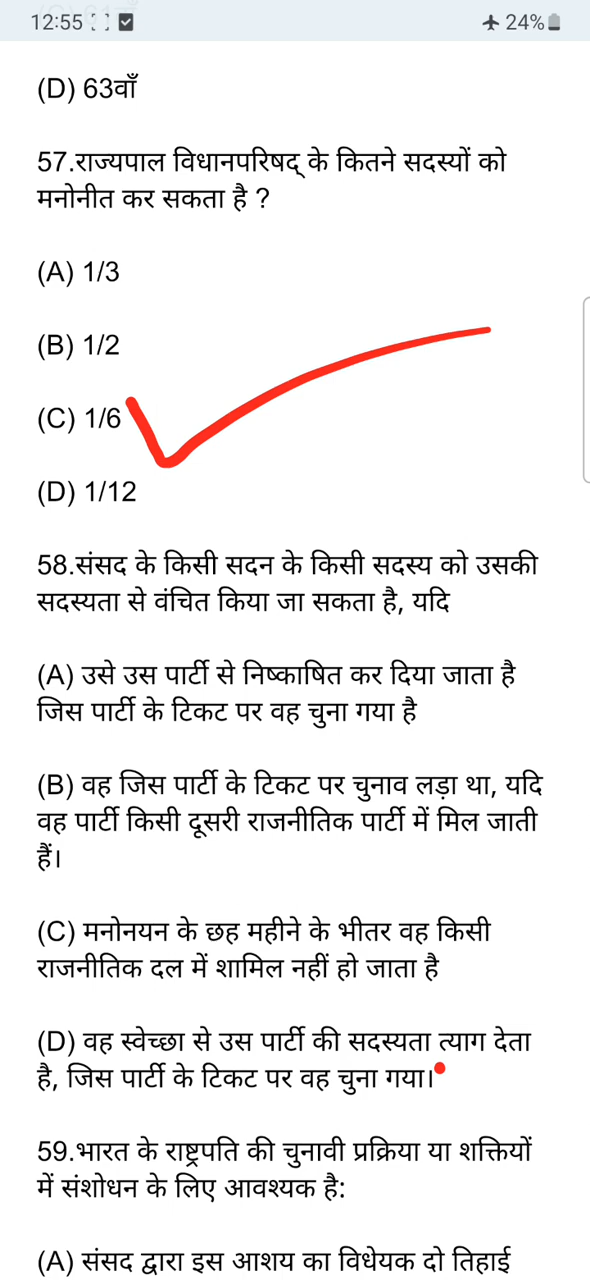 12:55
24%
(D) 63वाँ
57.राज्यपाल विधानपरिषद् के कितने सदस्यों को
मनोनीत कर सकता है ?
(A) 1/3
(B) 1/2
(C) 1/6
(D) 1/12
58.संसद के किसी सदन के किसी सदस्य को उसकी
सदस्यता से वंचित किया जा सकता है, यदि
(A) उसे उस पार्टी से निष्काषित कर दिया जाता है
जिस पार्टी के टिकट पर वह चुना गया है
(B) वह जिस पार्टी के टिकट पर चुनाव लड़ा था, यदि
वह पार्टी किसी दूसरी राजनीतिक पार्टी में मिल जाती
हैं।
(C) मनोनयन के छह महीने के भीतर वह किसी
राजनीतिक दल में शामिल नहीं हो जाता है
(D) वह स्वेच्छा से उस पार्टी की सदस्यता त्याग देता
है, जिस पार्टी के टिकट पर वह चुना गया।
59.भारत के राष्ट्रपति की चुनावी प्रक्रिया या शक्तियों
में संशोधन के लिए आवश्यक है:
(A) संसद द्वारा इस आशय का विधेयक दो तिहाई